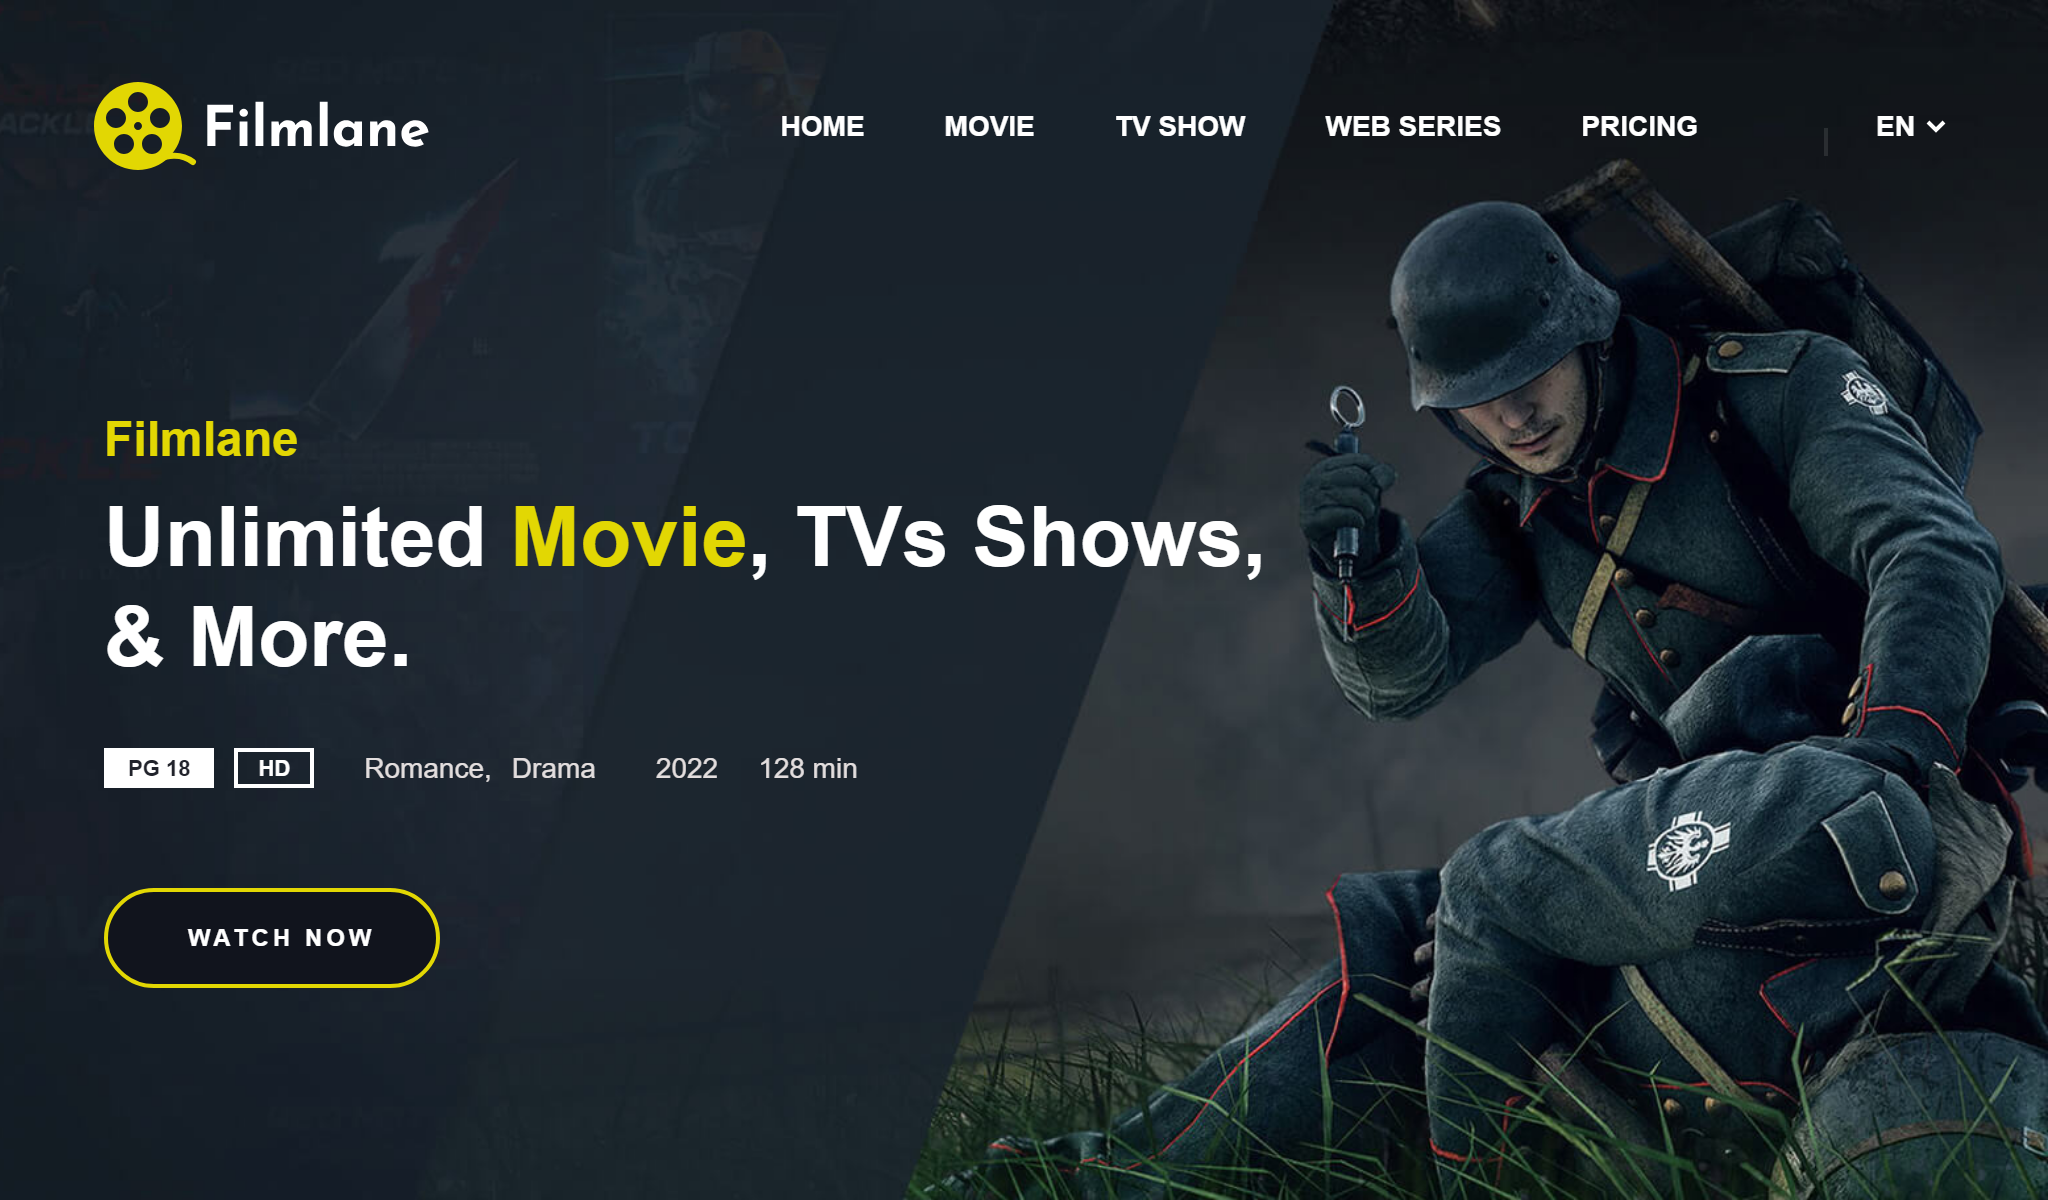 Filmlane
HOME MOVIE TV SHOW WEB SERIES PRICING EN
Filmlane
Unlimited Movie, TVs Shows,
& More.
PG 18 HD Romance, Drama 2022 128 min
WATCH NOW